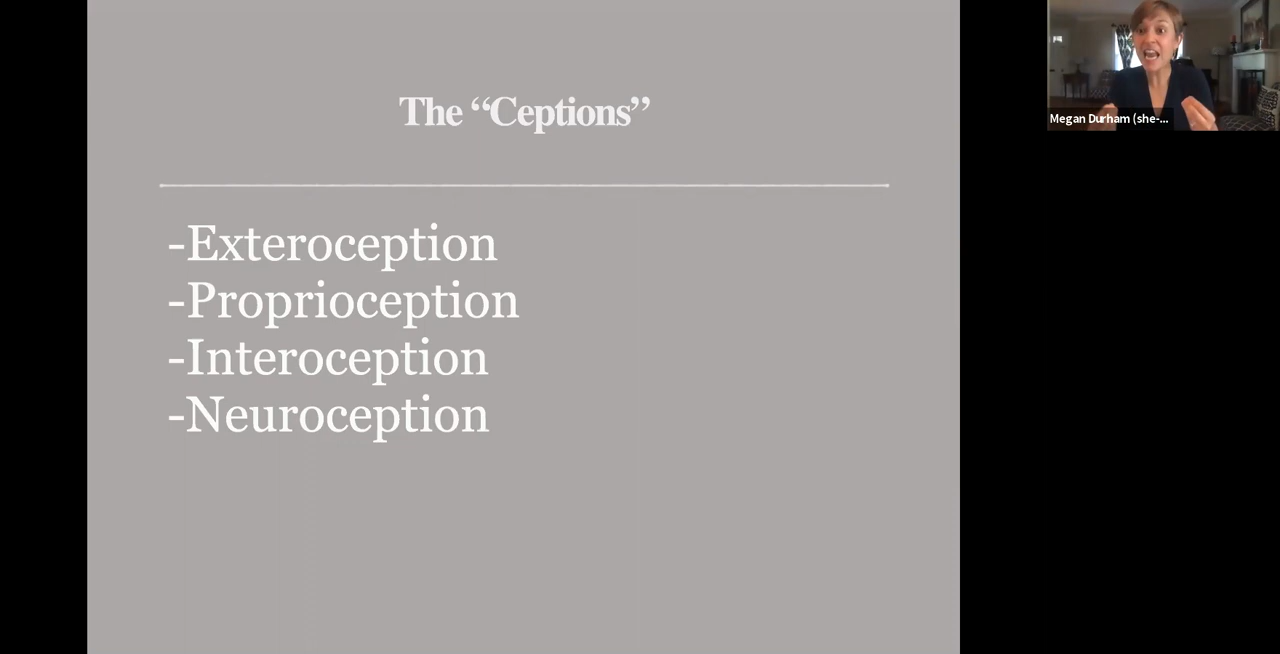 The “Ceptions”
-Exteroception
-Proprioception
-Interoception
-Neuroception
Megan Durham (she-...